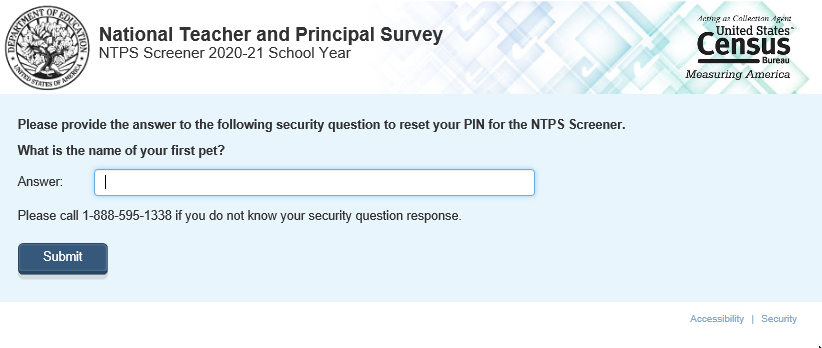 DEPARTMENT OF EDUCATION
UNITED STATES OF AMERICA
National Teacher and Principal Survey
NTPS Screener 2020-21 School Year
Acting as Collection Agent
United States™
Census
Bureau
Measuring America
Please provide the answer to the following security question to reset your PIN for the NTPS Screener.
What is the name of your first pet?
Answer:
Please call 1-888-595-1338 if you do not know your security question response.
Submit
Accessibility | Security